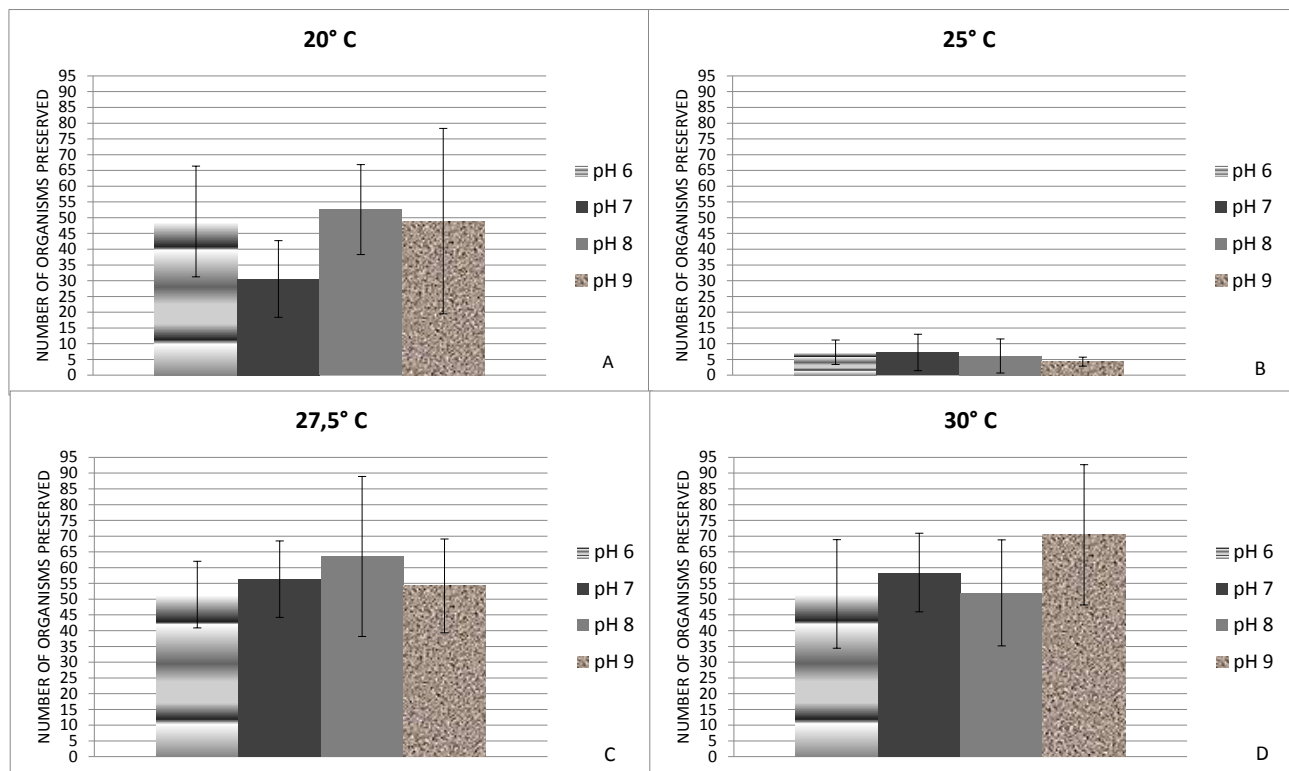 20° C
NUMBER OF ORGANISMS PRESERVED
95
90
85
80
75
70
65
60
55
50
45
40
35
30
25
20
15
10
5
0
pH 6
pH 7
pH 8
pH 9
A
25° C
NUMBER OF ORGANISMS PRESERVED
95
90
85
80
75
70
65
60
55
50
45
40
35
30
25
20
15
10
5
0
pH 6
pH 7
pH 8
pH 9
B
27,5° C
NUMBER OF ORGANISMS PRESERVED
95
90
85
80
75
70
65
60
55
50
45
40
35
30
25
20
15
10
5
0
pH 6
pH 7
pH 8
pH 9
C
30° C
NUMBER OF ORGANISMS PRESERVED
95
90
85
80
75
70
65
60
55
50
45
40
35
30
25
20
15
10
5
0
pH 6
pH 7
pH 8
pH 9
D